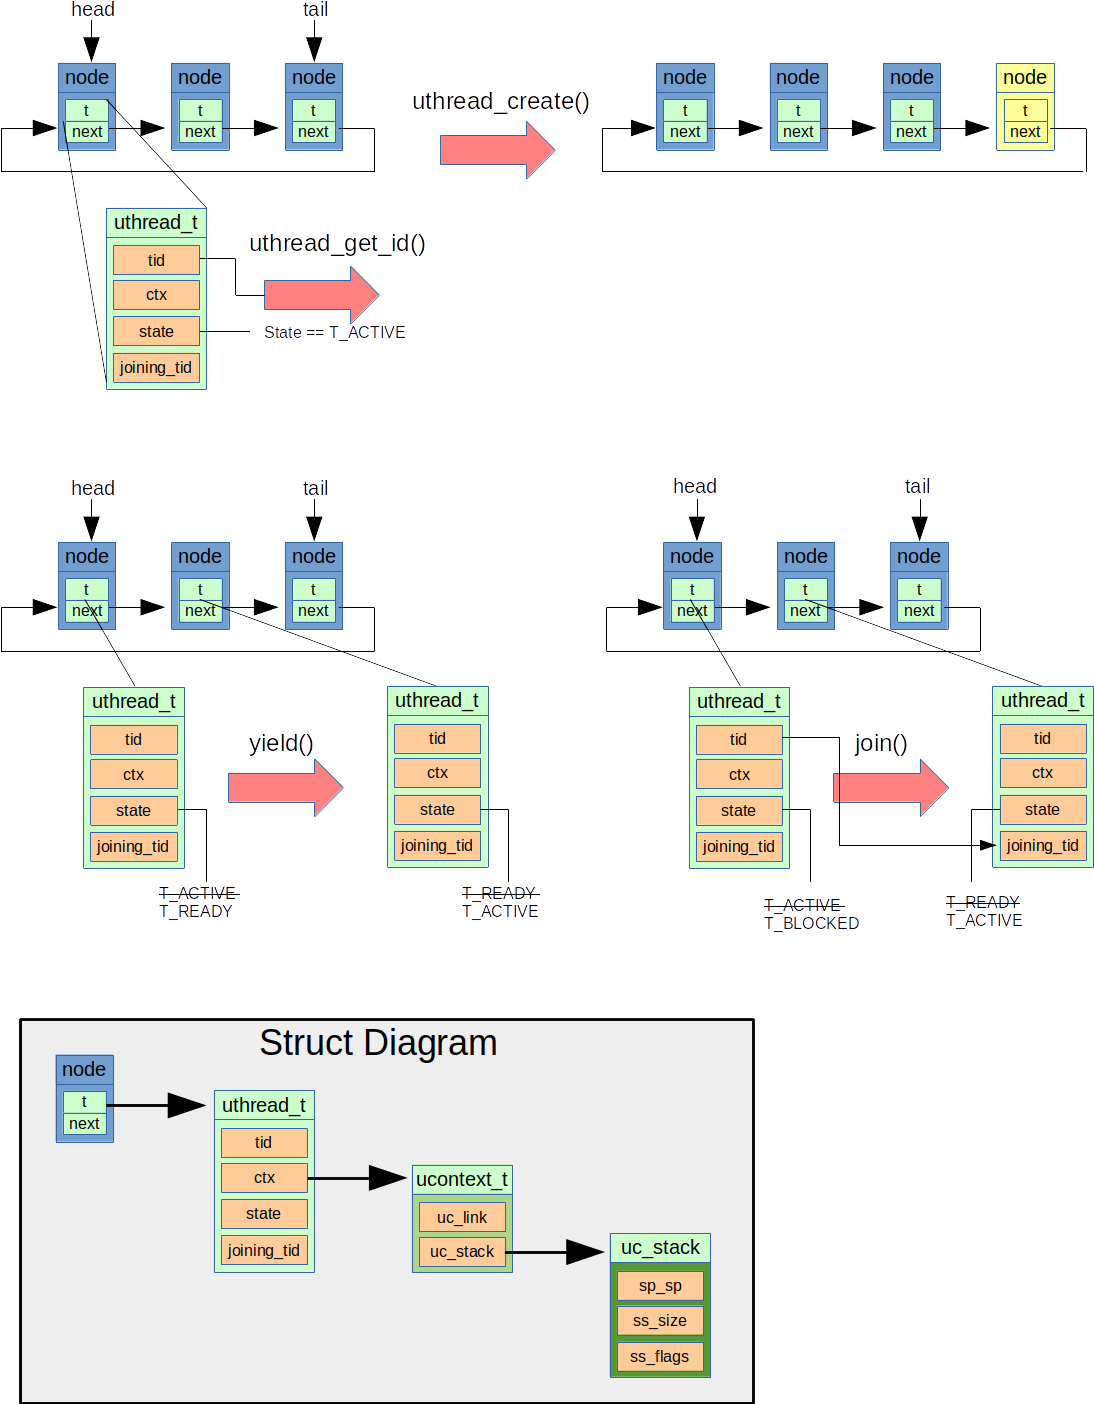 head
tail
node
node
node
t
next
t
next
t
next
uthread_create()
node
node
node
node
t
next
t
next
t
next
t
next
uthread_t
tid
ctx
state
joining_tid
uthread_get_id()
State == T_ACTIVE
head
tail
node
node
node
t
next
t
next
t
next
uthread_t
tid
ctx
state
joining_tid
yield()
uthread_t
tid
ctx
state
joining_tid
T_ACTIVE
T_READY
T_READY
T_ACTIVE
head
tail
node
node
node
t
next
t
next
t
next
uthread_t
tid
ctx
state
joining_tid
join()
uthread_t
tid
ctx
state
joining_tid
T_ACTIVE
T_BLOCKED
T_READY
T_ACTIVE
Struct Diagram
node
t
next
uthread_t
tid
ctx
state
joining_tid
ucontext_t
uc_link
uc_stack
uc_stack
sp_sp
ss_size
ss_flags